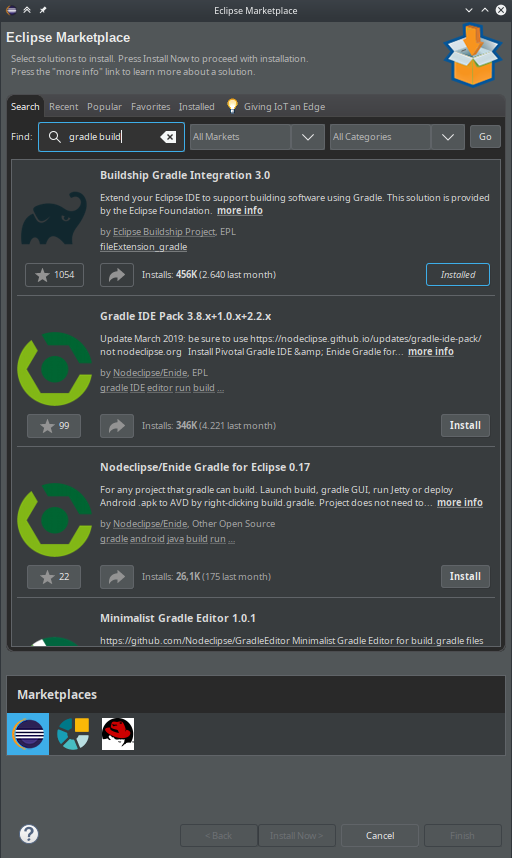 Eclipse Marketplace
Eclipse Marketplace
Select solutions to install. Press Install Now to proceed with installation.
Press the "more info" link to learn more about a solution.
Search Recent Popular Favorites Installed Giving IoT an Edge
Find: gradle build All Markets All Categories Go
Buildship Gradle Integration 3.0
Extend your Eclipse IDE to support building software using Gradle. This solution is provided
by the Eclipse Foundation. more info
by Eclipse Buildship Project, EPL
fileExtension_gradle
1054 Installs: 456K (2.640 last month) Installed
Gradle IDE Pack 3.8.x+1.0.x+2.2.x
Update March 2019: be sure to use https://nodeclipse.github.io/updates/gradle-ide-pack/
not nodeclipse.org Install Pivotal Gradle IDE &amp; Enide Gradle for... more info
by Nodeclipse/Enide, EPL
gradle IDE editor run build ...
99 Installs: 346K (4.221 last month) Install
Nodeclipse/Enide Gradle for Eclipse 0.17
For any project that gradle can build. Launch build, gradle GUI, run Jetty or deploy
Android .apk to AVD by right-clicking build.gradle. Project does not need to... more info
by Nodeclipse/Enide, Other Open Source
gradle android java build run ...
22 Installs: 26,1K (175 last month) Install
Minimalist Gradle Editor 1.0.1
https://github.com/Nodeclipse/GradleEditor Minimalist Gradle Editor for build.gradle files
Marketplaces
? < Back Install Now > Cancel Finish